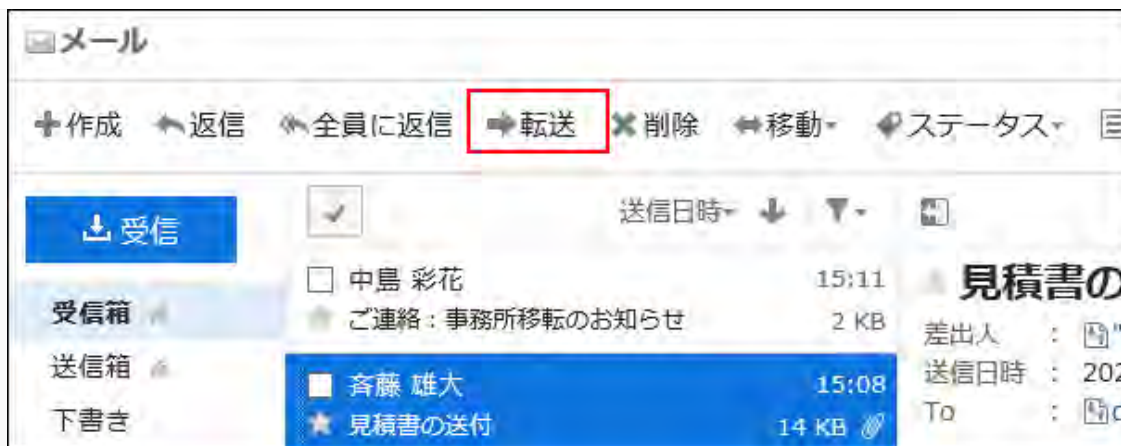 メール
作成 返信 全員に返信 転送 削除 移動 ステータス
受信
送信日時
受信箱
送信箱
下書き
中島 彩花 15:11
ご連絡：事務所移転のお知らせ 2 KB
斉藤 雄大 15:08
見積書の送付 14 KB
見積書の
差出人 : "
送信日時 : 202
To :